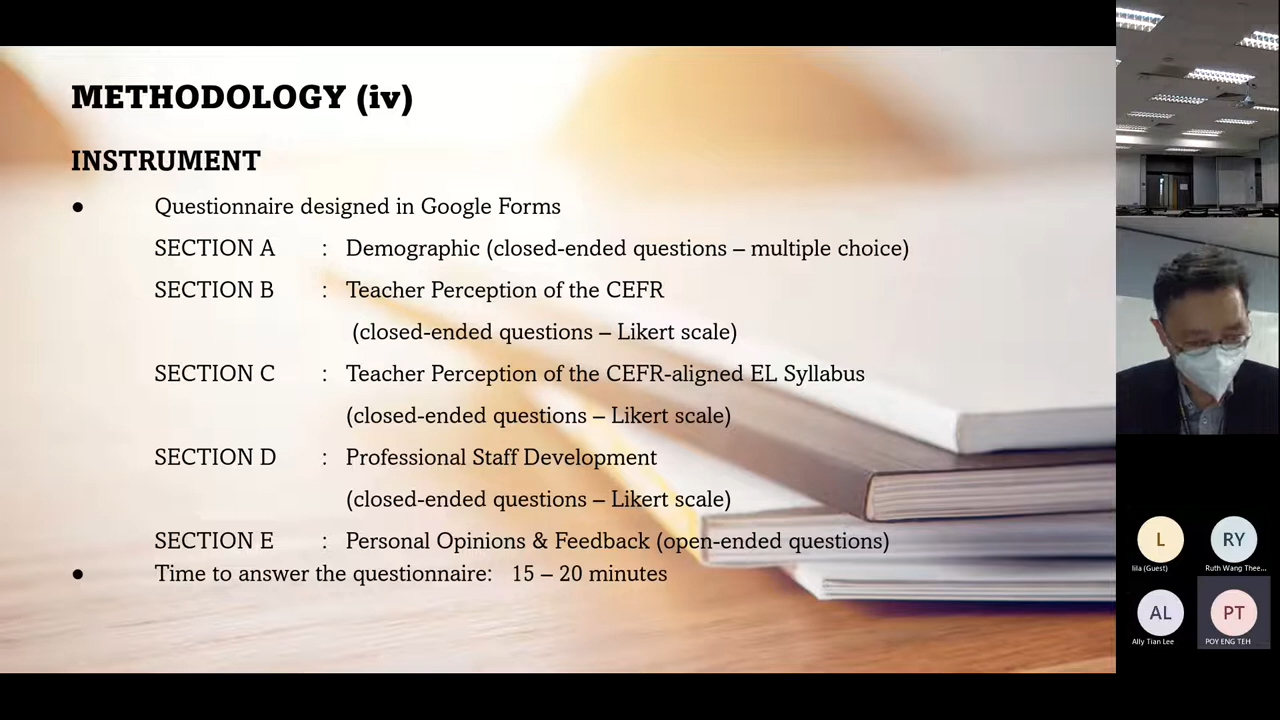 METHODOLOGY (iv)
INSTRUMENT
● Questionnaire designed in Google Forms
SECTION A : Demographic (closed-ended questions – multiple choice)
SECTION B : Teacher Perception of the CEFR
(closed-ended questions – Likert scale)
SECTION C : Teacher Perception of the CEFR-aligned EL Syllabus
(closed-ended questions – Likert scale)
SECTION D : Professional Staff Development
(closed-ended questions – Likert scale)
SECTION E : Personal Opinions & Feedback (open-ended questions)
● Time to answer the questionnaire: 15 – 20 minutes
L
lila (Guest)
RY
Ruth Wang Thee...
AL
Ally Tian Lee
PT
POY ENG TEH